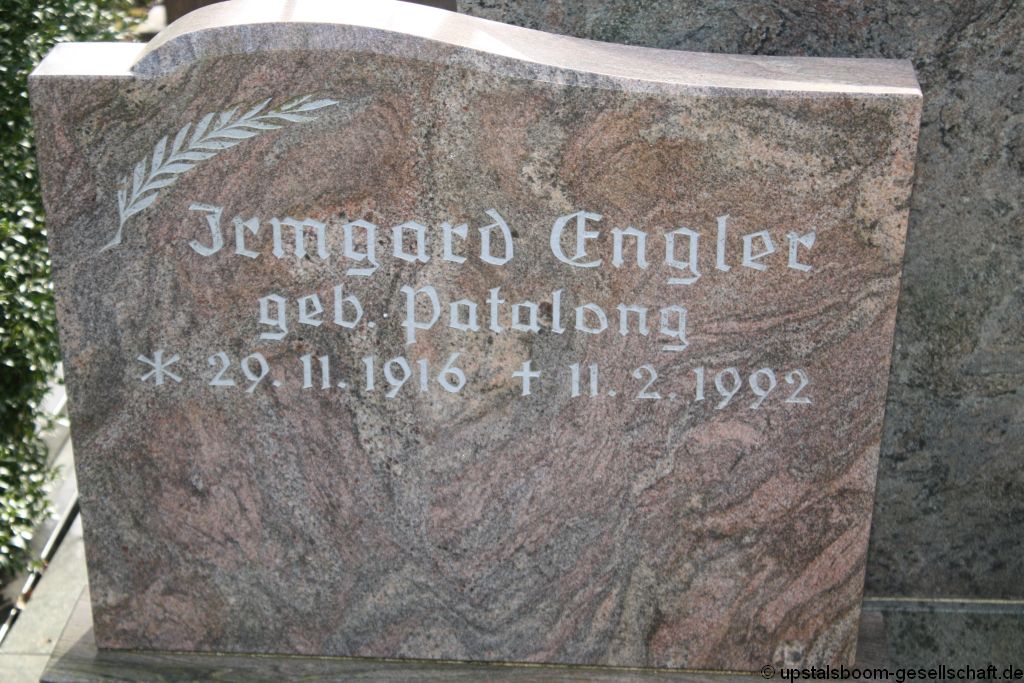 Irmgard Engler
geb. Patalong
* 29. 11. 1916 † 11. 2. 1992
© upstalsboom-gesellschaft.de